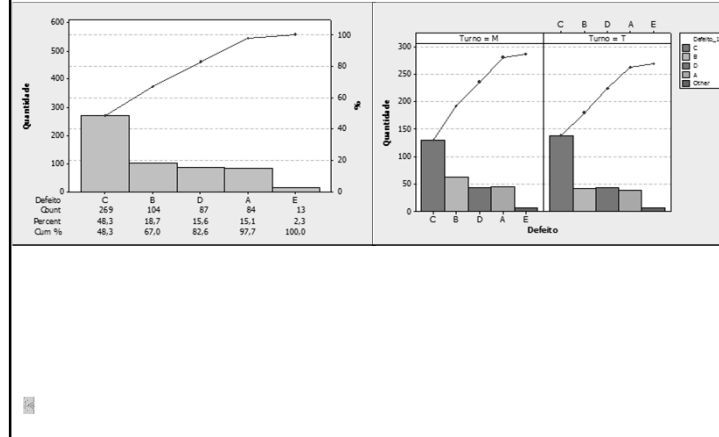 600
500
400
300
200
100
0
Quantidade
100
80
60
40
20
0
%
Defeito C B D A E
Count 269 104 87 84 13
Percent 48,3 18,7 15,6 15,1 2,3
Cum % 48,3 67,0 82,6 97,7 100,0
C B D A E
Turno = M Turno = T
300
250
200
150
100
50
0
Quantidade
C B D A E
Defeito
C
B
D
A
Other